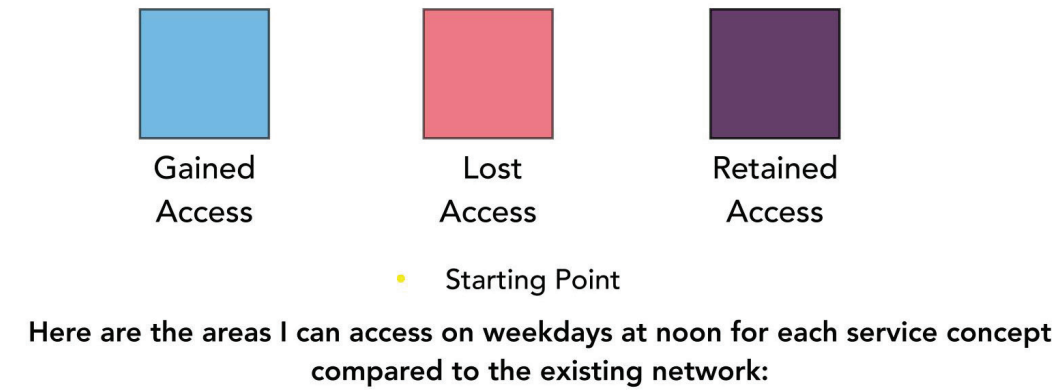 Gained Lost Retained
Access Access Access
Starting Point
Here are the areas I can access on weekdays at noon for each service concept
compared to the existing network: